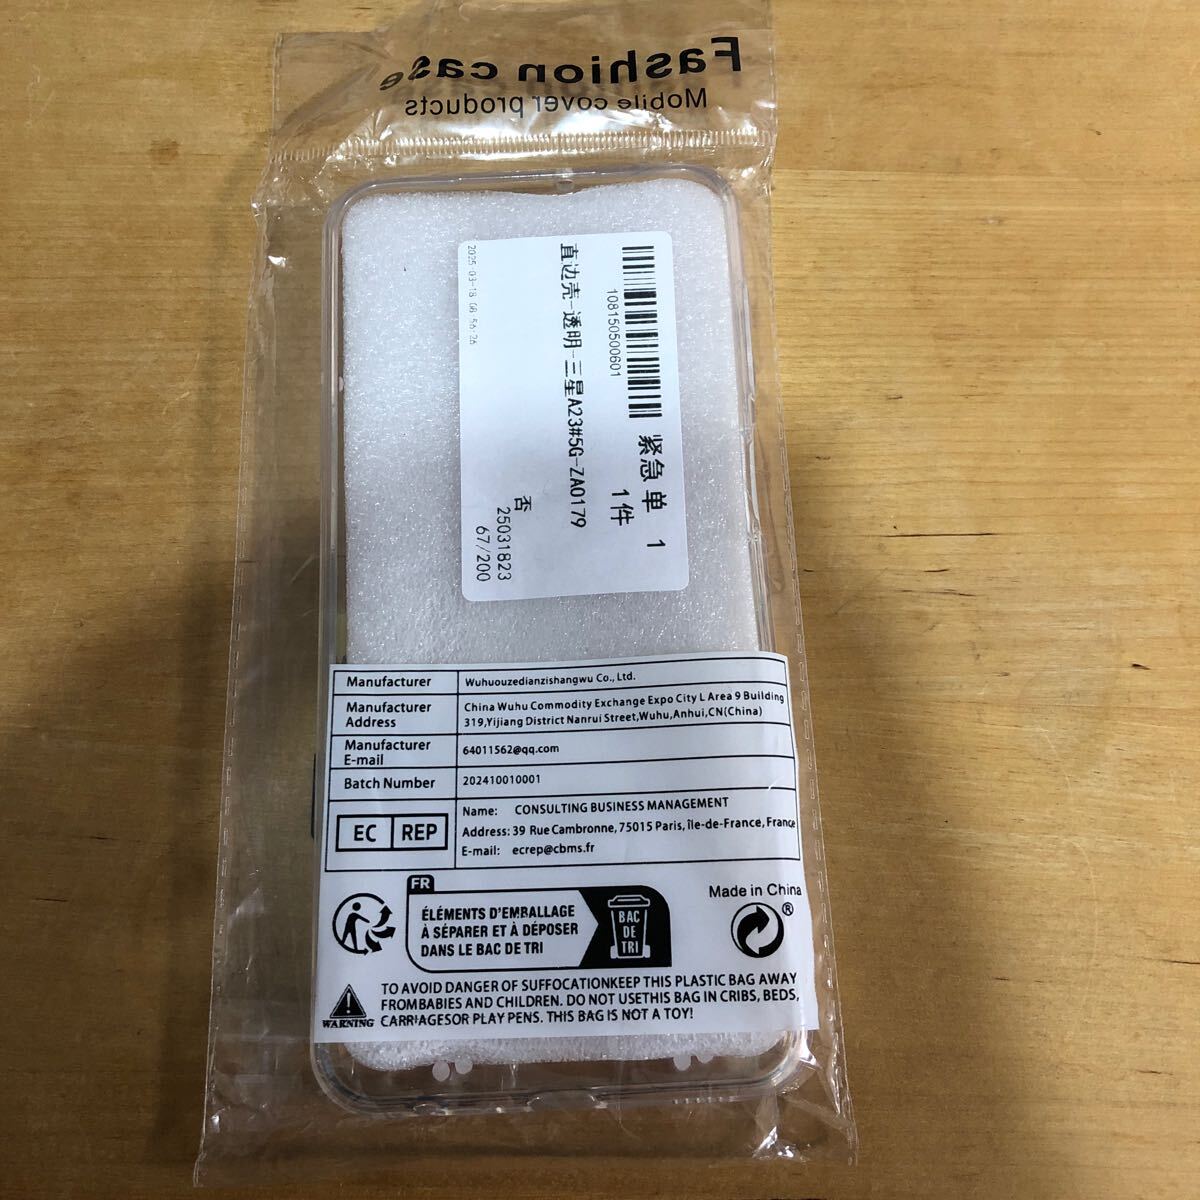 Fashion case
Mobile cover products
108150500601
紧急单 1
1件
直边壳-透明-三星A23#5G-ZA0179
否
25031823
67/200
2025-03-18 08:56:26
Manufacturer
Wuhuouzedianzishangwu Co., Ltd.
Manufacturer
Address
China Wuhu Commodity Exchange Expo City L Area 9 Building
319,Yijiang District Nanrui Street,Wuhu,Anhui,CN(China)
Manufacturer
E-mail
64011562@qq.com
Batch Number
202410010001
EC REP
Name: CONSULTING BUSINESS MANAGEMENT
Address: 39 Rue Cambronne, 75015 Paris, île-de-France, France
E-mail: ecrep@cbms.fr
FR
ÉLÉMENTS D'EMBALLAGE
À SÉPARER ET À DÉPOSER
DANS LE BAC DE TRI
BAC
DE
TRI
Made in China
®
WARNING
TO AVOID DANGER OF SUFFOCATIONKEEP THIS PLASTIC BAG AWAY
FROMBABIES AND CHILDREN. DO NOT USETHIS BAG IN CRIBS, BEDS,
CARRIAGESOR PLAY PENS. THIS BAG IS NOT A TOY!